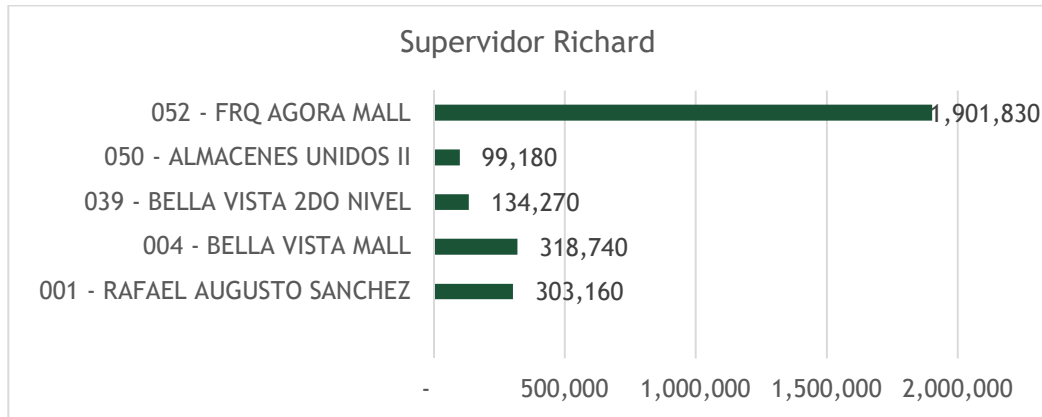 Supervidor Richard
052 - FRQ AGORA MALL 1,901,830
050 - ALMACENES UNIDOS II 99,180
039 - BELLA VISTA 2DO NIVEL 134,270
004 - BELLA VISTA MALL 318,740
001 - RAFAEL AUGUSTO SANCHEZ 303,160
- 500,000 1,000,000 1,500,000 2,000,000